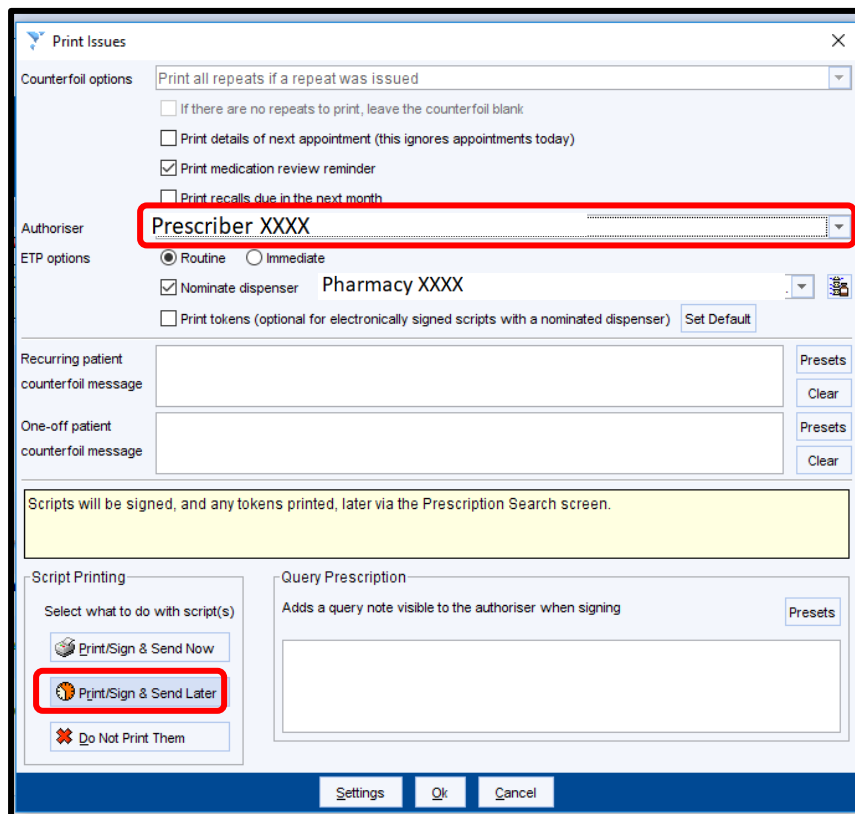 Print Issues
Counterfoil options
Print all repeats if a repeat was issued
If there are no repeats to print, leave the counterfoil blank
Print details of next appointment (this ignores appointments today)
Print medication review reminder
Print recalls due in the next month
Authoriser
Prescriber XXXX
ETP options
Routine Immediate
Nominate dispenser Pharmacy XXXX
Print tokens (optional for electronically signed scripts with a nominated dispenser) Set Default
Recurring patient
counterfoil message
Presets
Clear
One-off patient
counterfoil message
Presets
Clear
Scripts will be signed, and any tokens printed, later via the Prescription Search screen.
Script Printing
Select what to do with script(s)
Print/Sign & Send Now
Print/Sign & Send Later
Do Not Print Them
Query Prescription
Adds a query note visible to the authoriser when signing
Presets
Settings Ok Cancel